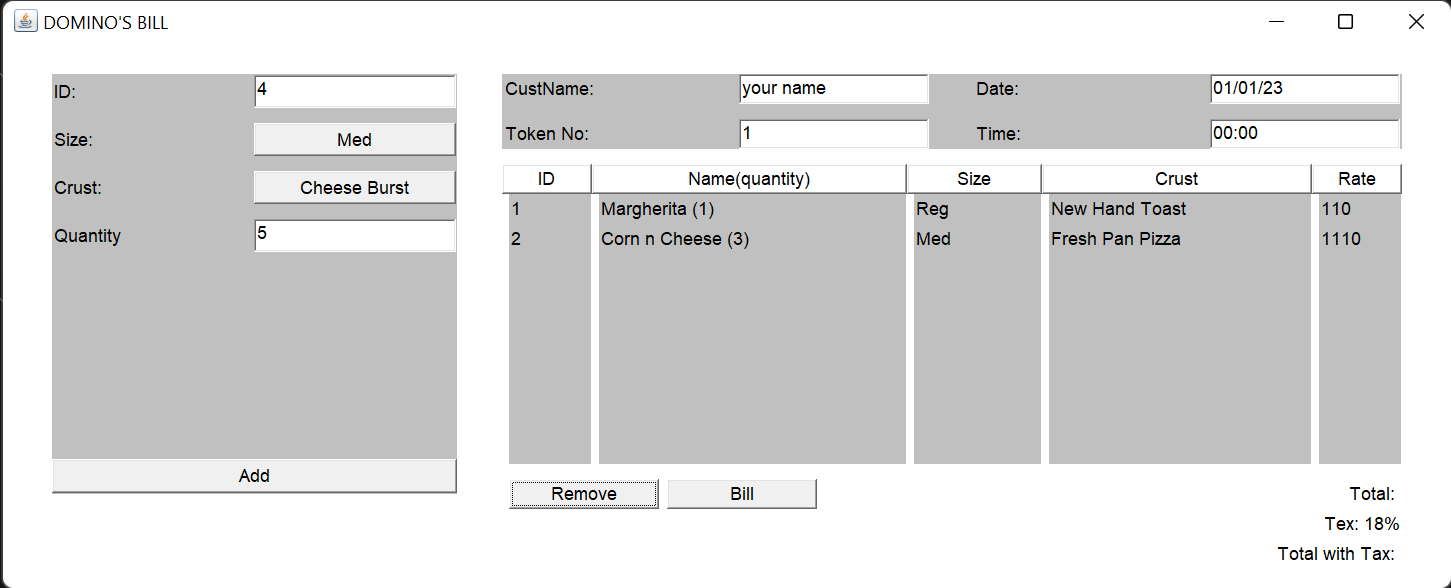 DOMINO'S BILL
ID: 4
Size: Med
Crust: Cheese Burst
Quantity 5
Add
CustName: your name Date: 01/01/23
Token No: 1 Time: 00:00
ID Name(quantity) Size Crust Rate
1 Margherita (1) Reg New Hand Toast 110
2 Corn n Cheese (3) Med Fresh Pan Pizza 1110
Remove Bill
Total:
Tex: 18%
Total with Tax: